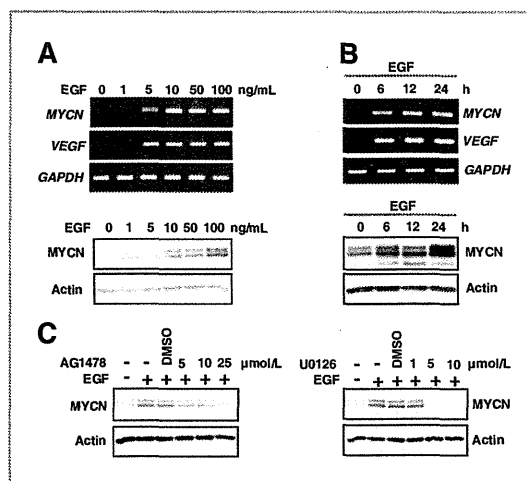 A
EGF 0 1 5 10 50 100 ng/mL
MYCN
VEGF
GAPDH
EGF 0 1 5 10 50 100 ng/mL
MYCN
Actin
B
EGF
0 6 12 24 h
MYCN
VEGF
GAPDH
EGF
0 6 12 24 h
MYCN
Actin
C
AG1478 - - DMSO 5 10 25 μmol/L
EGF - + + + + +
MYCN
Actin
U0126 - - DMSO 1 5 10 μmol/L
EGF - + + + + +
MYCN
Actin